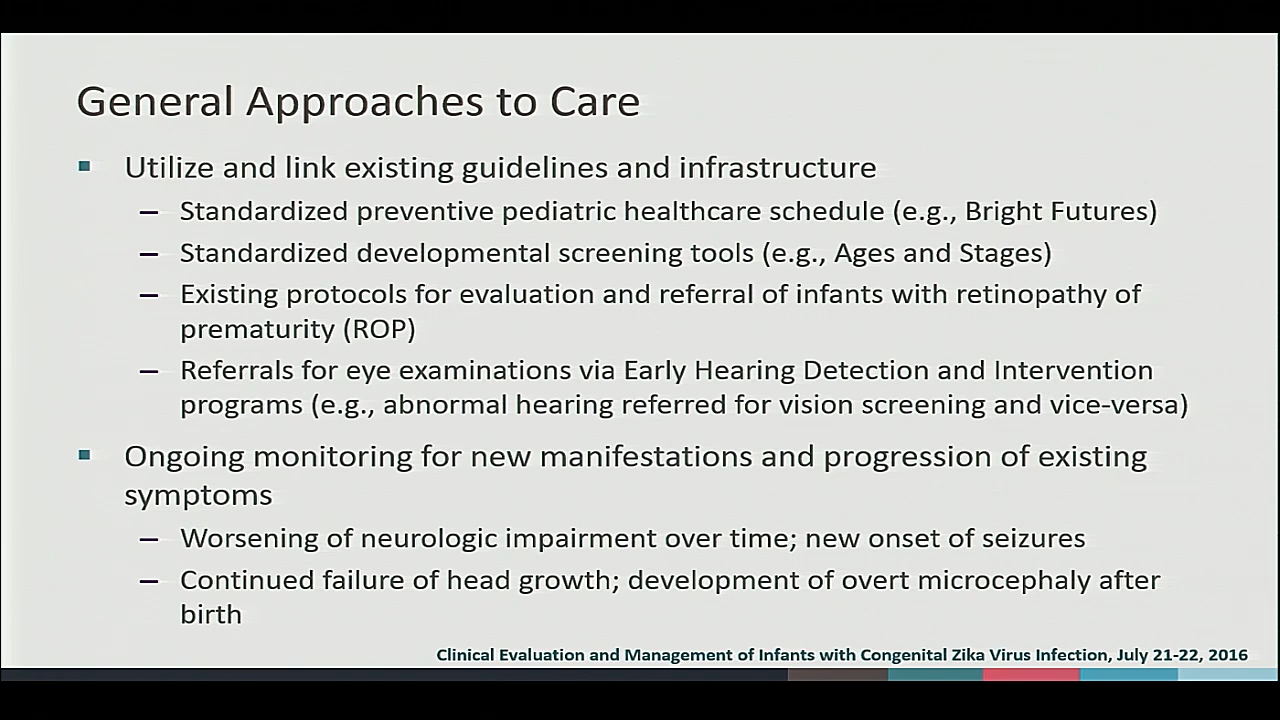 General Approaches to Care
Utilize and link existing guidelines and infrastructure
– Standardized preventive pediatric healthcare schedule (e.g., Bright Futures)
– Standardized developmental screening tools (e.g., Ages and Stages)
– Existing protocols for evaluation and referral of infants with retinopathy of
prematurity (ROP)
– Referrals for eye examinations via Early Hearing Detection and Intervention
programs (e.g., abnormal hearing referred for vision screening and vice-versa)
Ongoing monitoring for new manifestations and progression of existing
symptoms
– Worsening of neurologic impairment over time; new onset of seizures
– Continued failure of head growth; development of overt microcephaly after
birth
Clinical Evaluation and Management of Infants with Congenital Zika Virus Infection, July 21-22, 2016